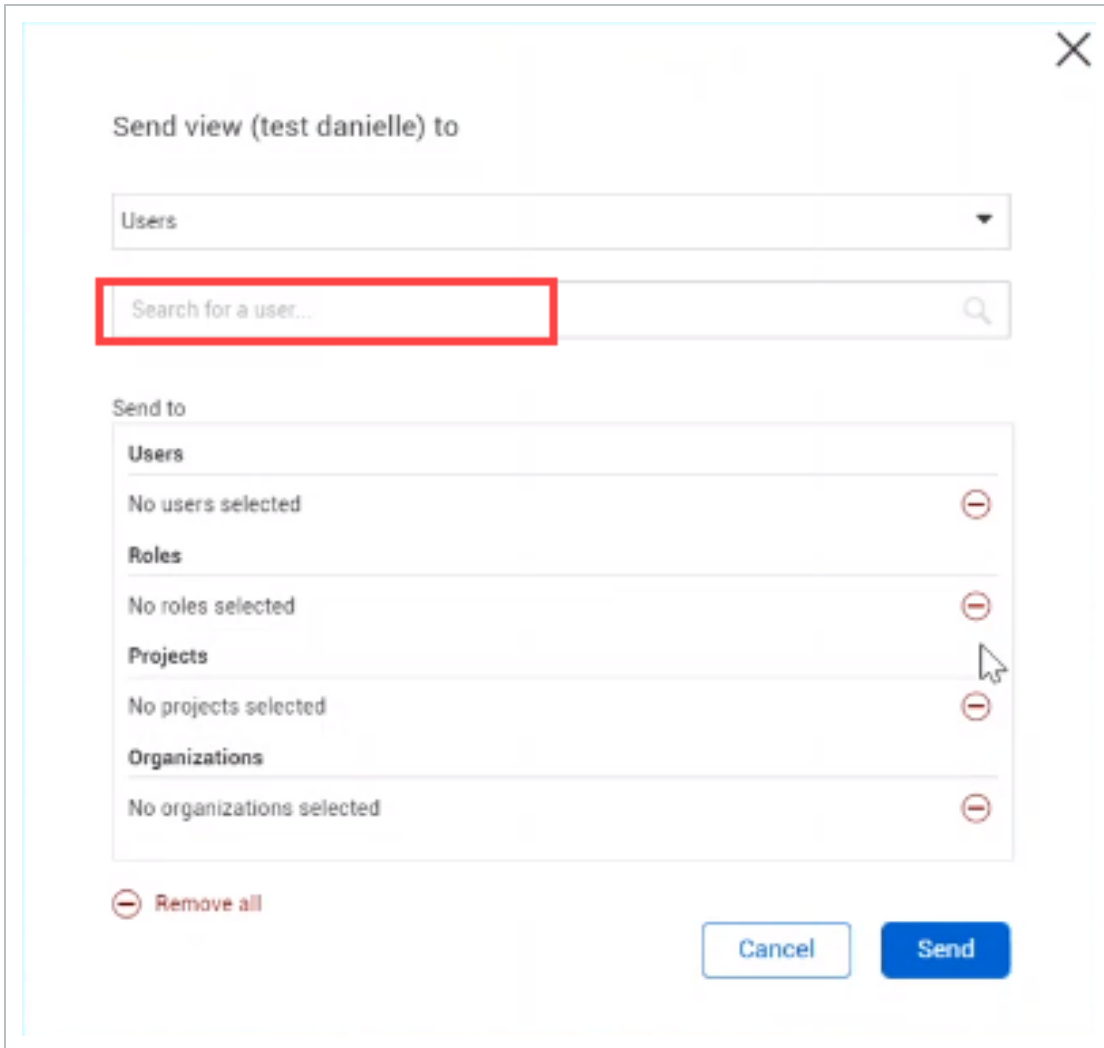 Send view (test danielle) to
Users
Search for a user...
Send to
Users
No users selected
Roles
No roles selected
Projects
No projects selected
Organizations
No organizations selected
Remove all
Cancel
Send